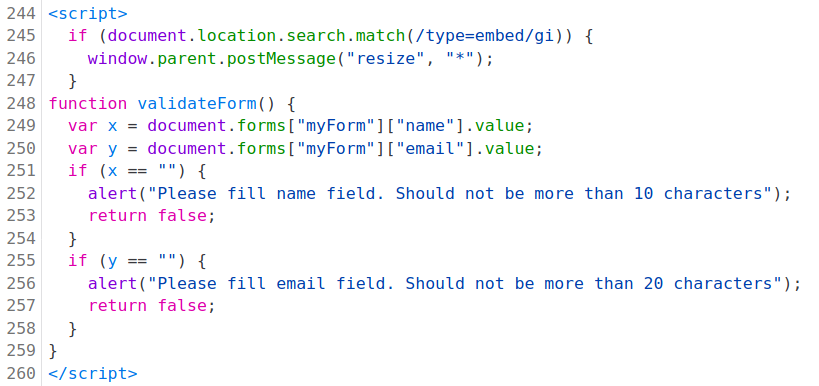 244 <script>
245   if (document.location.search.match(/type=embed/gi)) {
246     window.parent.postMessage("resize", "*");
247   }
248 function validateForm() {
249   var x = document.forms["myForm"]["name"].value;
250   var y = document.forms["myForm"]["email"].value;
251   if (x == "") {
252     alert("Please fill name field. Should not be more than 10 characters");
253     return false;
254   }
255   if (y == "") {
256     alert("Please fill email field. Should not be more than 20 characters");
257     return false;
258   }
259 }
260 </script>